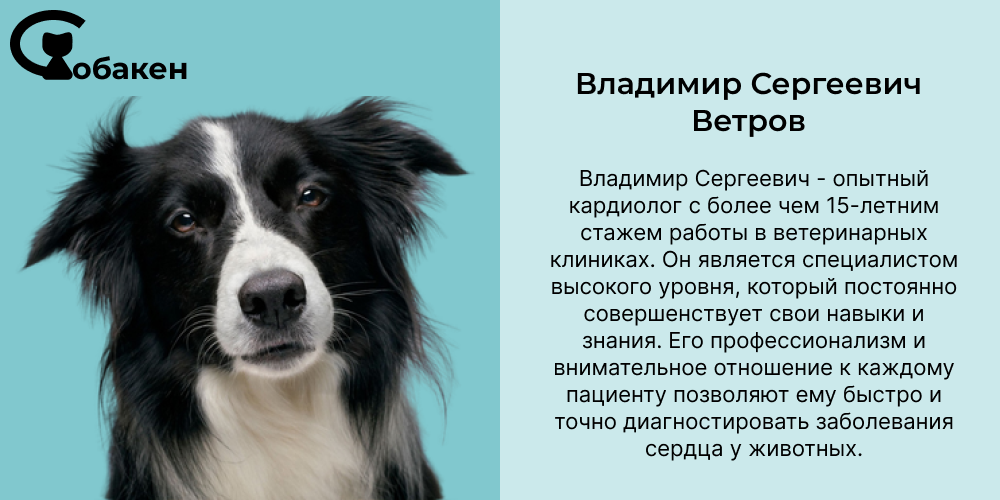 Собакен
Владимир Сергеевич
Ветров
Владимир Сергеевич - опытный
кардиолог с более чем 15-летним
стажем работы в ветеринарных
клиниках. Он является специалистом
высокого уровня, который постоянно
совершенствует свои навыки и
знания. Его профессионализм и
внимательное отношение к каждому
пациенту позволяют ему быстро и
точно диагностировать заболевания
сердца у животных.